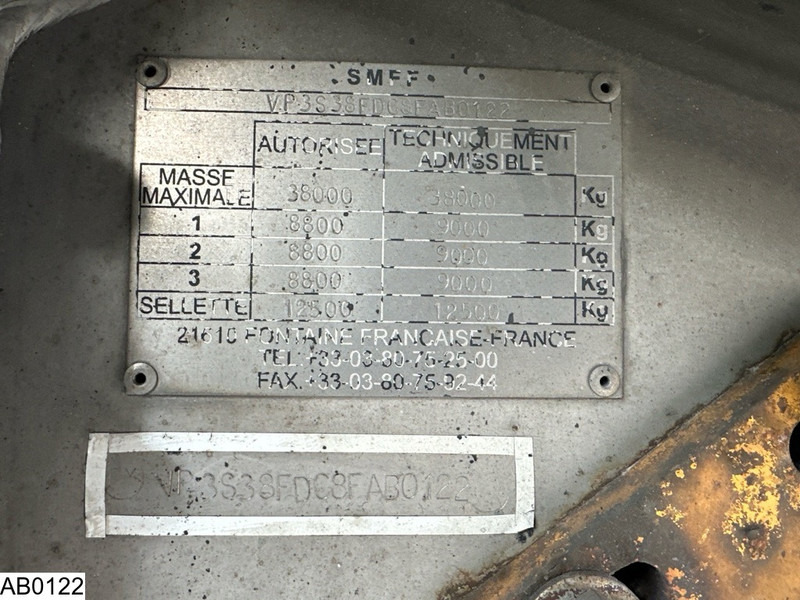 SMFF
VP3S38FDC8FAB0122
AUTORISEE TECHNIQUEMENT
ADMISSIBLE
MASSE
MAXIMALE 38000 38000 Kg
1 8800 9000 Kg
2 8800 9000 Kg
3 8800 9000 Kg
SELLETTE 12500 12500 Kg
21610 FONTAINE FRANCAISE-FRANCE
TEL: +33-03-80-75-25-00
FAX.+33-03-80-75-92-44
VP3S38FDC8FAB0122
AB0122